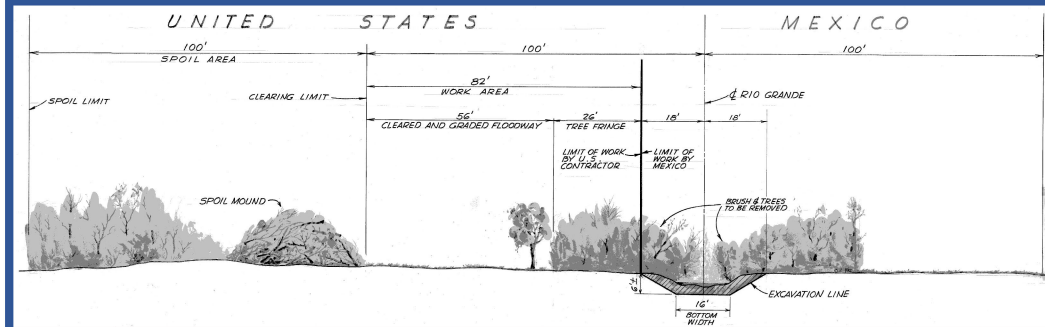 UNITED STATES MEXICO
100' 100' 100'
SPOIL AREA
82'
WORK AREA
SPOIL LIMIT
CLEARING LIMIT
℄ RIO GRANDE
56' 26' 18' 18'
CLEARED AND GRADED FLOODWAY TREE FRINGE
LIMIT OF WORK
BY U.S.
CONTRACTOR
LIMIT OF
WORK BY
MEXICO
SPOIL MOUND
BRUSH & TREES
TO BE REMOVED
6'±
EXCAVATION LINE
16'
BOTTOM
WIDTH